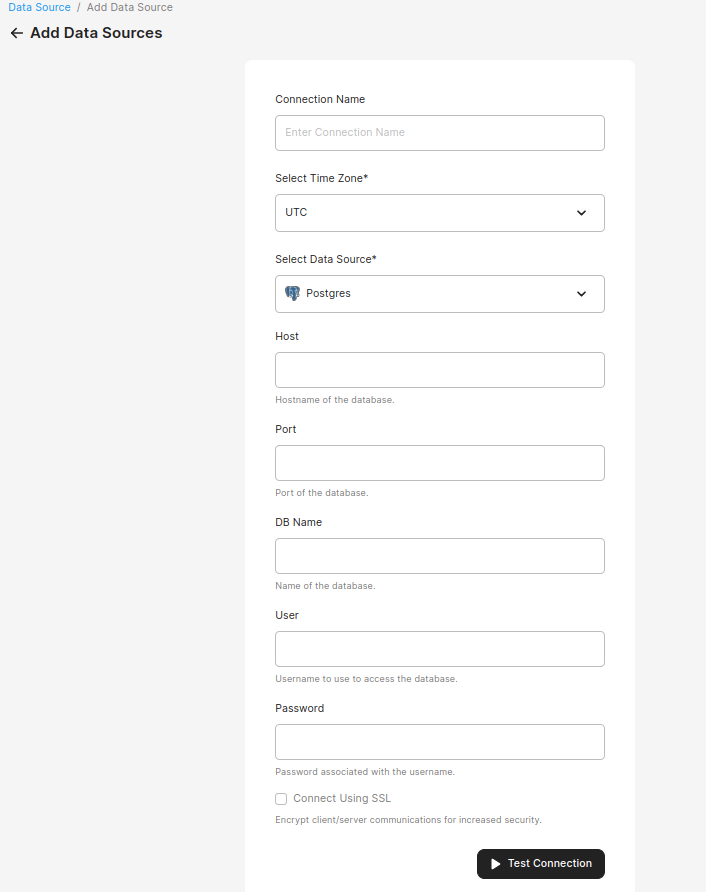 Data Source / Add Data Source
Add Data Sources
Connection Name
Enter Connection Name
Select Time Zone*
UTC
Select Data Source*
Postgres
Host
Hostname of the database.
Port
Port of the database.
DB Name
Name of the database.
User
Username to use to access the database.
Password
Password associated with the username.
Connect Using SSL
Encrypt client/server communications for increased security.
Test Connection